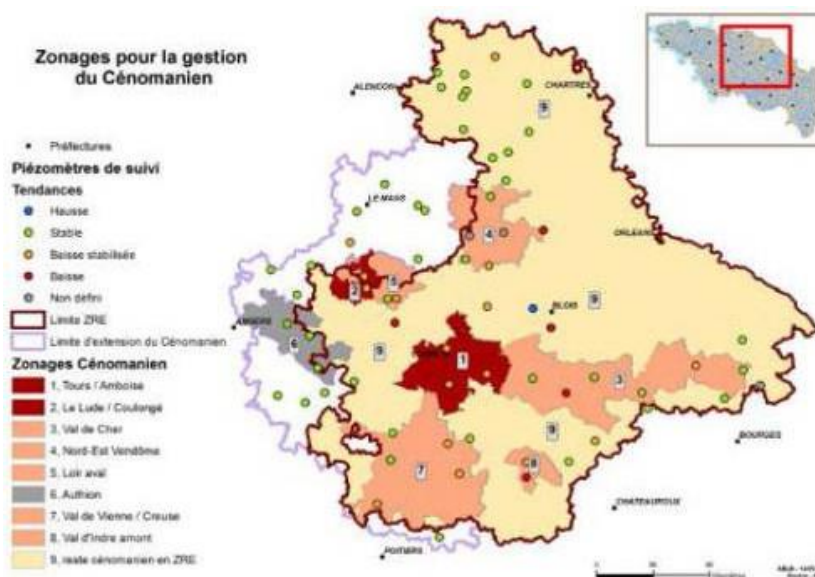 Zonages pour la gestion
du Cénomanien
ALENCON
CHARTRES
Préfectures
Piézomètres de suivi
Tendances
Hausse
Stable
Baisse stabilisée
Baisse
Non défini
Limite ZRE
Limite d'extension du Cénomanien
Zonages Cénomanien
1, Tours / Amboise
2, Le Lude / Coulongé
3, Val de Cher
4, Nord-Est Vendôme
5, Loir aval
6, Authion
7, Val de Vienne / Creuse
8, Val d'Indre amont
9, reste cénomanien en ZRE
9
LE MANS
4
ORLEANS
2
5
BLOIS
9
ANGERS
6
9
1
3
9
BOURGES
7
8
CHATEAUROUX
POITIERS